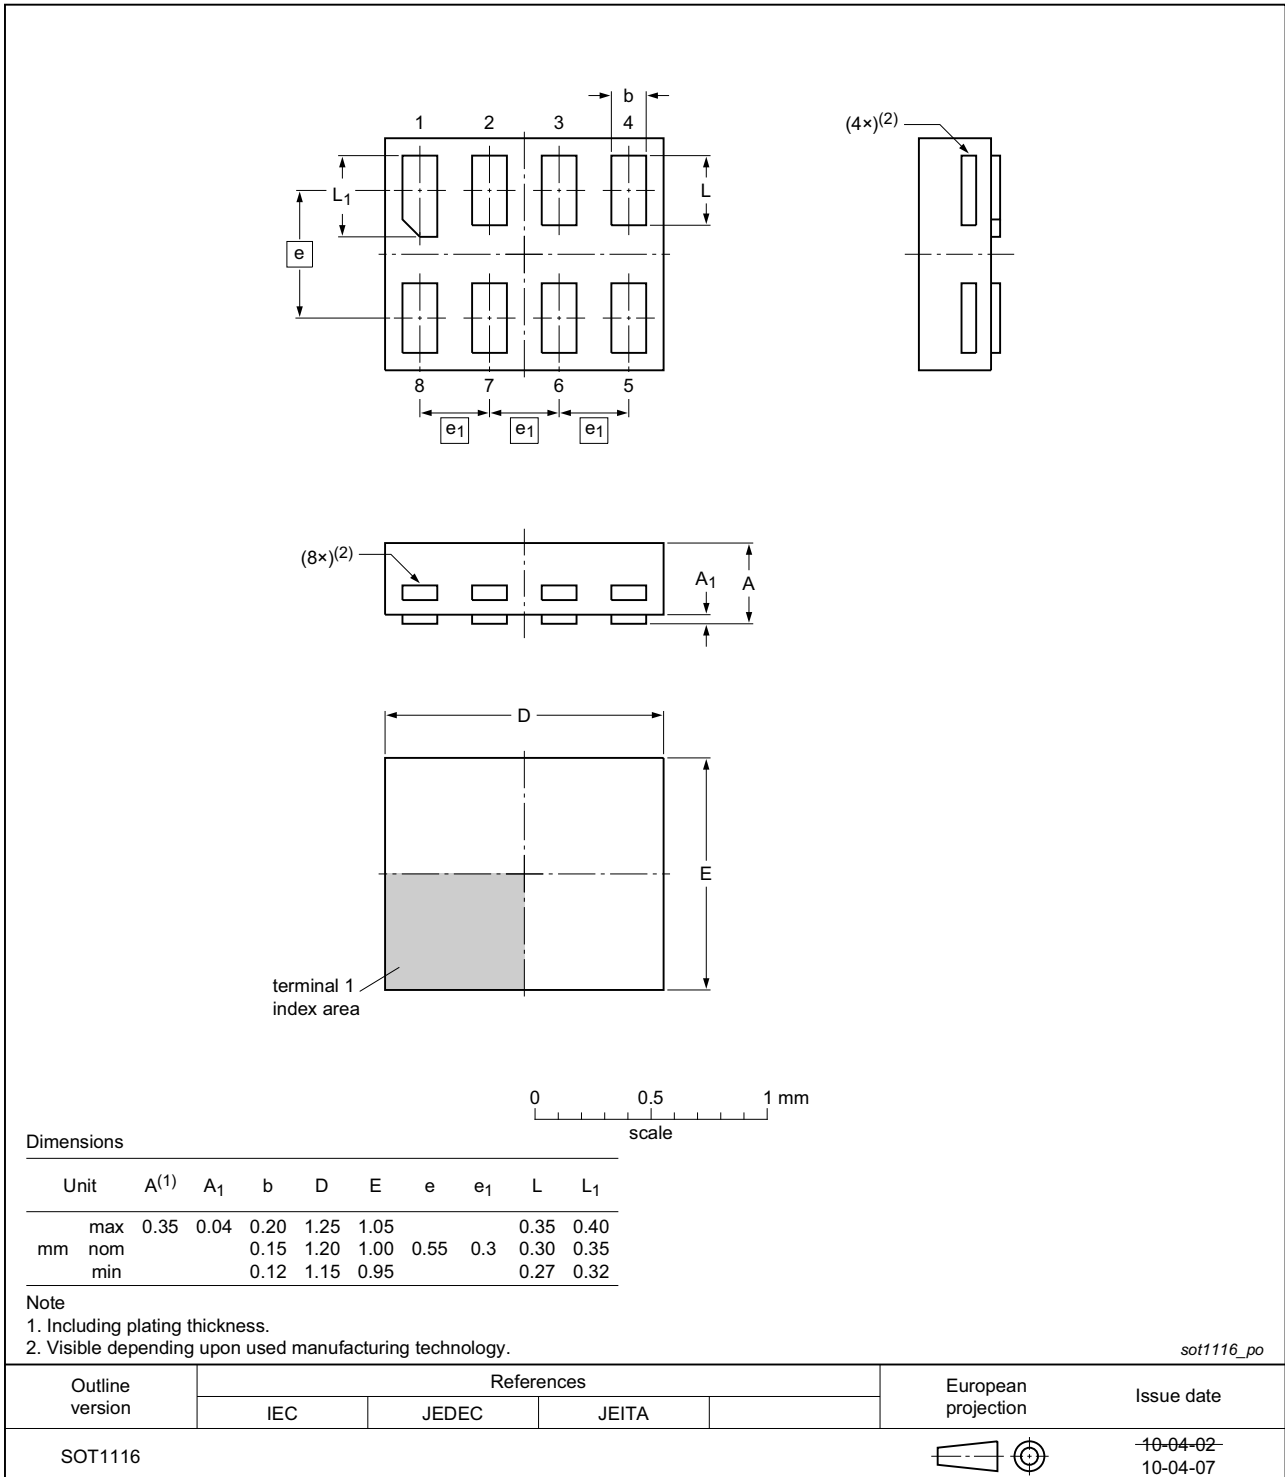 b
1 2 3 4
(4×)(2)
L1
L
e
8 7 6 5
e1 e1 e1
(8×)(2)
A1
A
D
E
terminal 1
index area
0 0.5 1 mm
scale
Dimensions
Unit A(1) A1 b D E e e1 L L1
max 0.35 0.04 0.20 1.25 1.05 0.35 0.40
mm nom 0.15 1.20 1.00 0.55 0.3 0.30 0.35
min 0.12 1.15 0.95 0.27 0.32
Note
1. Including plating thickness.
2. Visible depending upon used manufacturing technology.
sot1116_po
Outline version
References
European projection
Issue date
IEC JEDEC JEITA
SOT1116
10-04-02
10-04-07